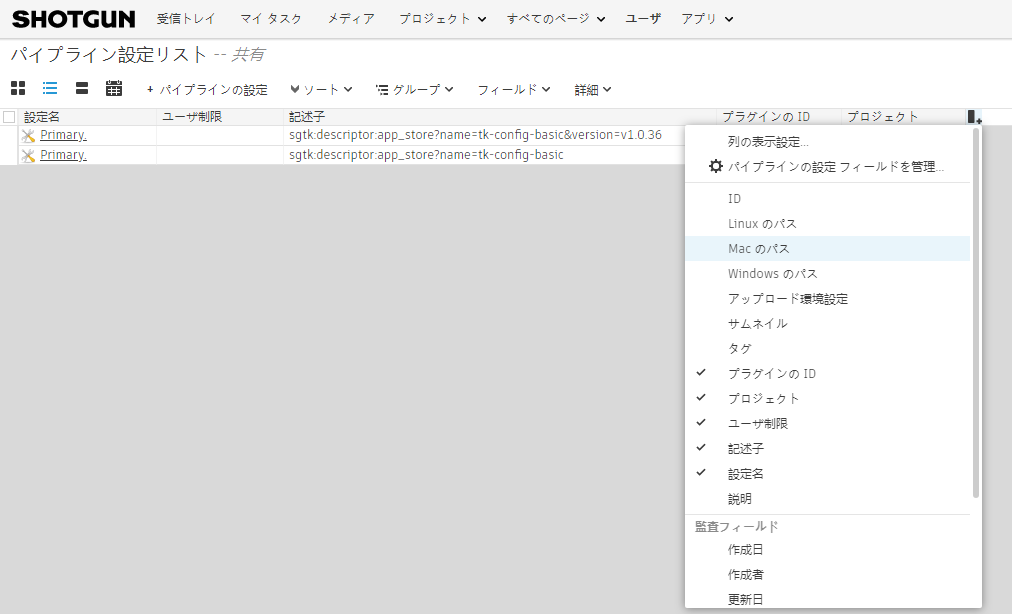 SHOTGUN 受信トレイ マイ タスク メディア プロジェクト すべてのページ ユーザ アプリ
パイプライン設定リスト -- 共有
+ パイプラインの設定 ソート グループ フィールド 詳細
設定名 ユーザ制限 記述子 プラグインの ID プロジェクト
Primary. sgtk:descriptor:app_store?name=tk-config-basic&version=v1.0.36
Primary. sgtk:descriptor:app_store?name=tk-config-basic
列の表示設定...
パイプラインの設定 フィールドを管理...
ID
Linux のパス
Mac のパス
Windows のパス
アップロード環境設定
サムネイル
タグ
プラグインの ID
プロジェクト
ユーザ制限
記述子
設定名
説明
監査フィールド
作成日
作成者
更新日